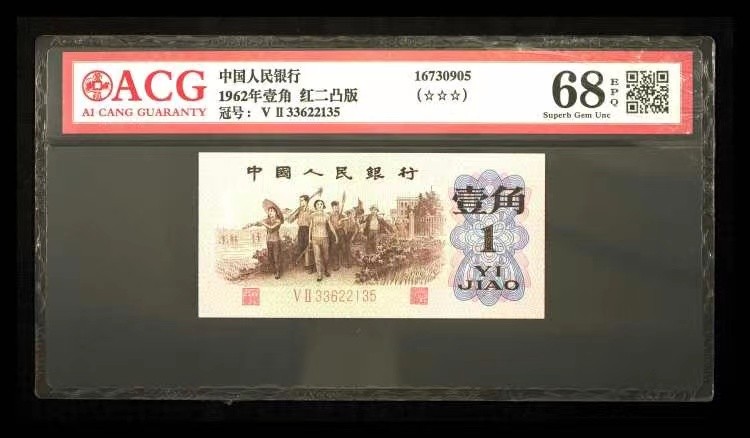 ACG
AI CANG GUARANTY
中国人民银行
1962年壹角 红二凸版
冠号: V II 33622135
16730905
(☆☆☆)
68
EPQ
Superb Gem Unc
中國人民銀行
壹角
1
YI
JIAO
V II 33622135